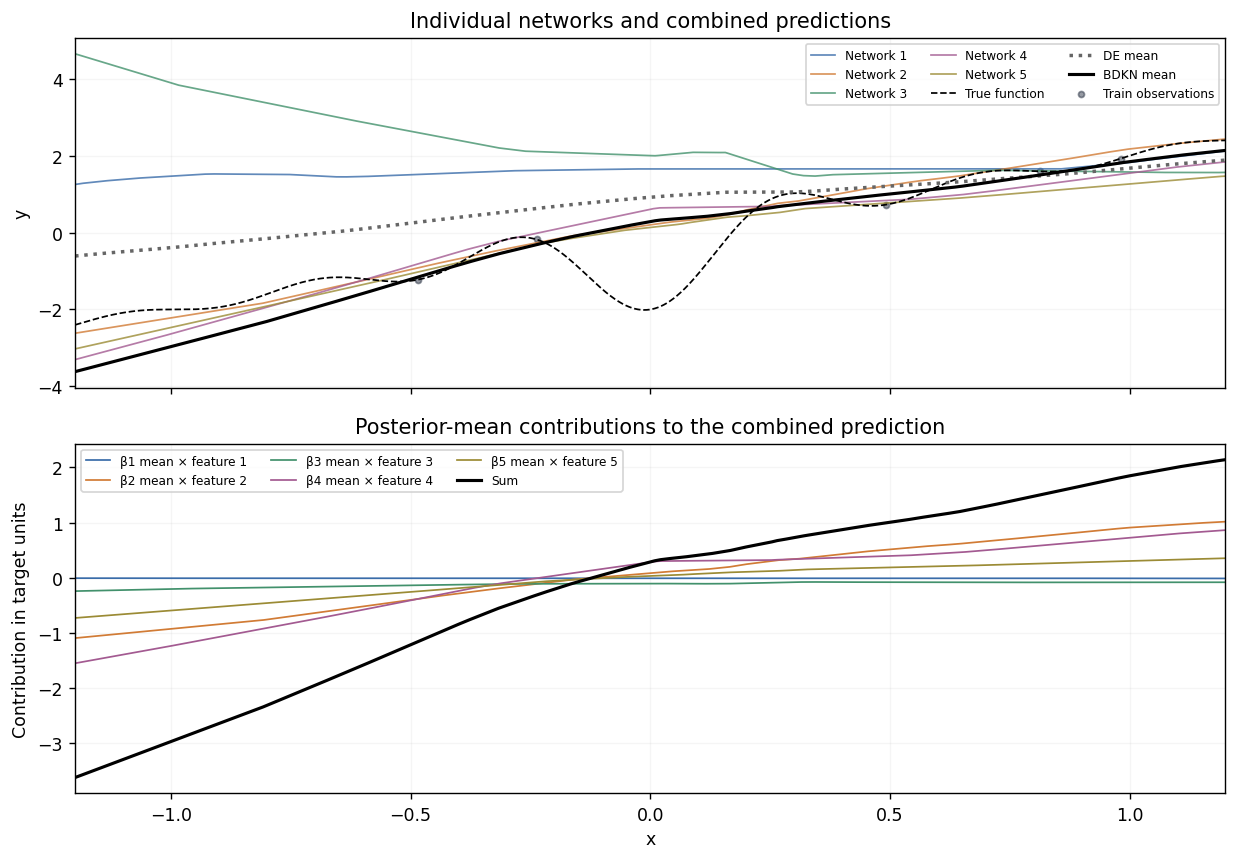 Individual networks and combined predictions
Network 1
Network 2
Network 3
Network 4
Network 5
True function
DE mean
BDKN mean
Train observations
4
2
0
−2
−4
y
Posterior-mean contributions to the combined prediction
β1 mean × feature 1
β2 mean × feature 2
β3 mean × feature 3
β4 mean × feature 4
β5 mean × feature 5
Sum
2
1
0
−1
−2
−3
Contribution in target units
−1.0 −0.5 0.0 0.5 1.0
x